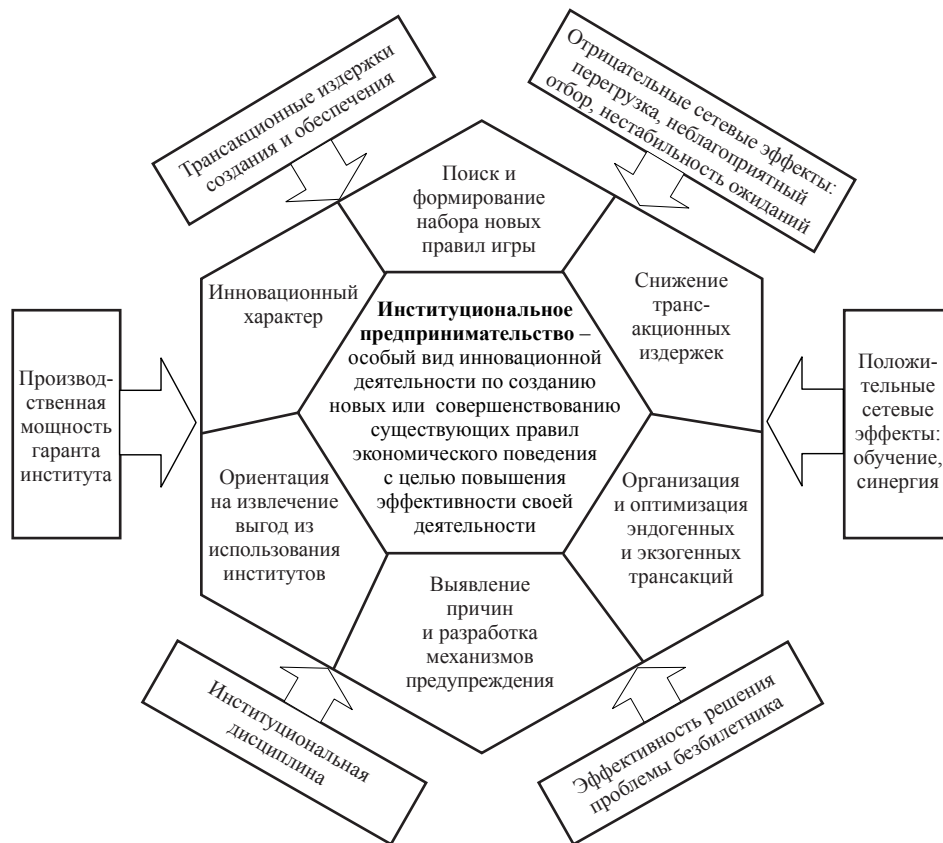 Трансакционные издержки
создания и обеспечения
Отрицательные сетевые эффекты:
перегрузка, неблагоприятный
отбор, нестабильность ожиданий
Поиск и
формирование
набора новых
правил игры
Инновационный
характер
Снижение
транс-
акционных
издержек
Институциональное
предпринимательство –
особый вид инновационной
деятельности по созданию
новых или совершенствованию
существующих правил
экономического поведения
с целью повышения
эффективности своей
деятельности
Производ-
ственная
мощность
гаранта
института
Положи-
тельные
сетевые
эффекты:
обучение,
синергия
Ориентация
на извлечение
выгод из
использования
институтов
Организация
и оптимизация
эндогенных
и экзогенных
трансакций
Выявление
причин
и разработка
механизмов
предупреждения
Институциональная
дисциплина
Эффективность решения
проблемы безбилетника